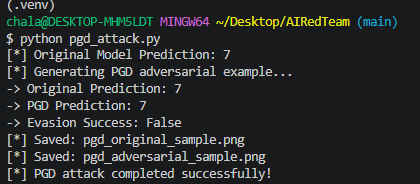 (.venv)
chala@DESKTOP-MHM5LDT MINGW64 ~/Desktop/AIRedTeam (main)
$ python pgd_attack.py
[*] Original Model Prediction: 7
[*] Generating PGD adversarial example...
-> Original Prediction: 7
-> PGD Prediction: 7
-> Evasion Success: False
[*] Saved: pgd_original_sample.png
[*] Saved: pgd_adversarial_sample.png
[*] PGD attack completed successfully!